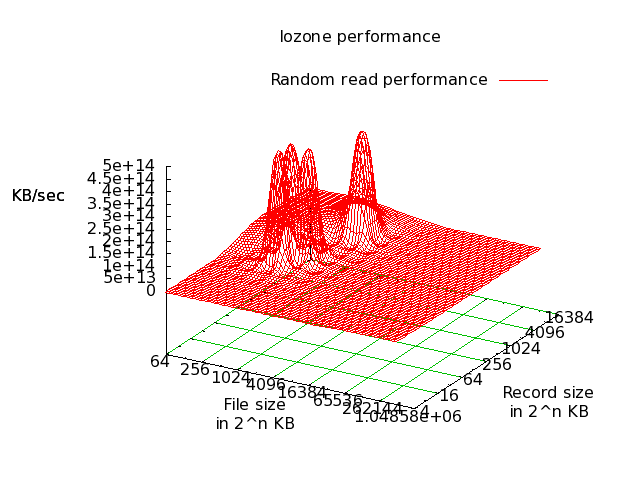 Iozone performance
Random read performance
5e+14
4.5e+14
4e+14
3.5e+14
3e+14
2.5e+14
2e+14
1.5e+14
1e+14
5e+13
0
KB/sec
64
256
1024
4096
16384
65536
262144
1.04858e+06
File size
in 2^n KB
4
16
64
256
1024
4096
16384
Record size
in 2^n KB